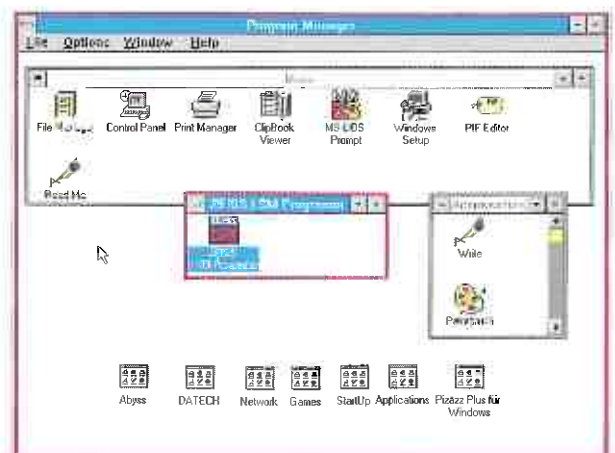 Program Manager
File Options Window Help
Main
File Manager Control Panel Print Manager ClipBook Viewer MS-DOS Prompt Windows Setup PIF Editor
Read Me
Write
Paintbrush
Abyss DATECH Network Games StartUp Applications Pizazz Plus für Windows